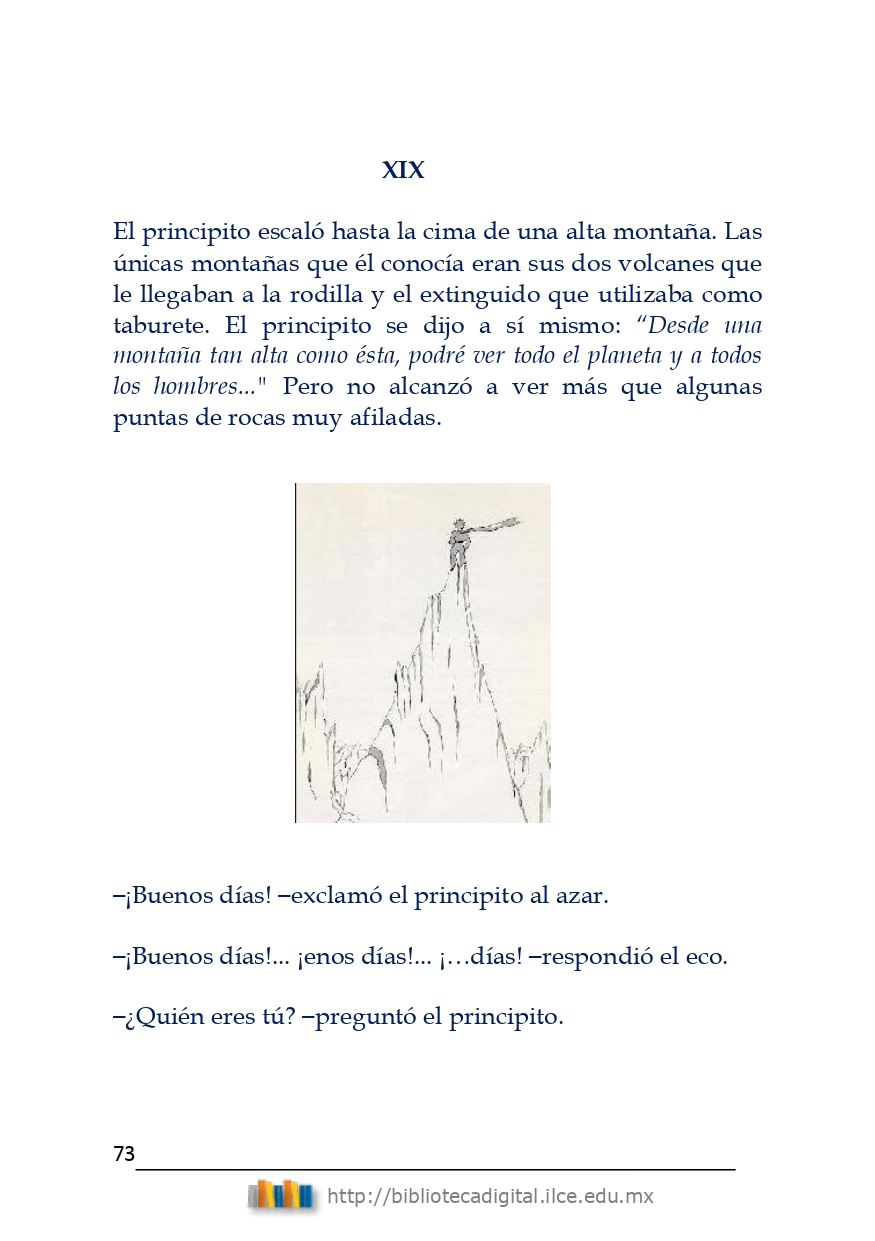 XIX
El principito escaló hasta la cima de una alta montaña. Las
únicas montañas que él conocía eran sus dos volcanes que
le llegaban a la rodilla y el extinguido que utilizaba como
taburete. El principito se dijo a sí mismo: “Desde una
montaña tan alta como ésta, podré ver todo el planeta y a todos
los hombres..." Pero no alcanzó a ver más que algunas
puntas de rocas muy afiladas.
–¡Buenos días! –exclamó el principito al azar.
–¡Buenos días!... ¡enos días!... ¡…días! –respondió el eco.
–¿Quién eres tú? –preguntó el principito.
73
http://bibliotecadigital.ilce.edu.mx